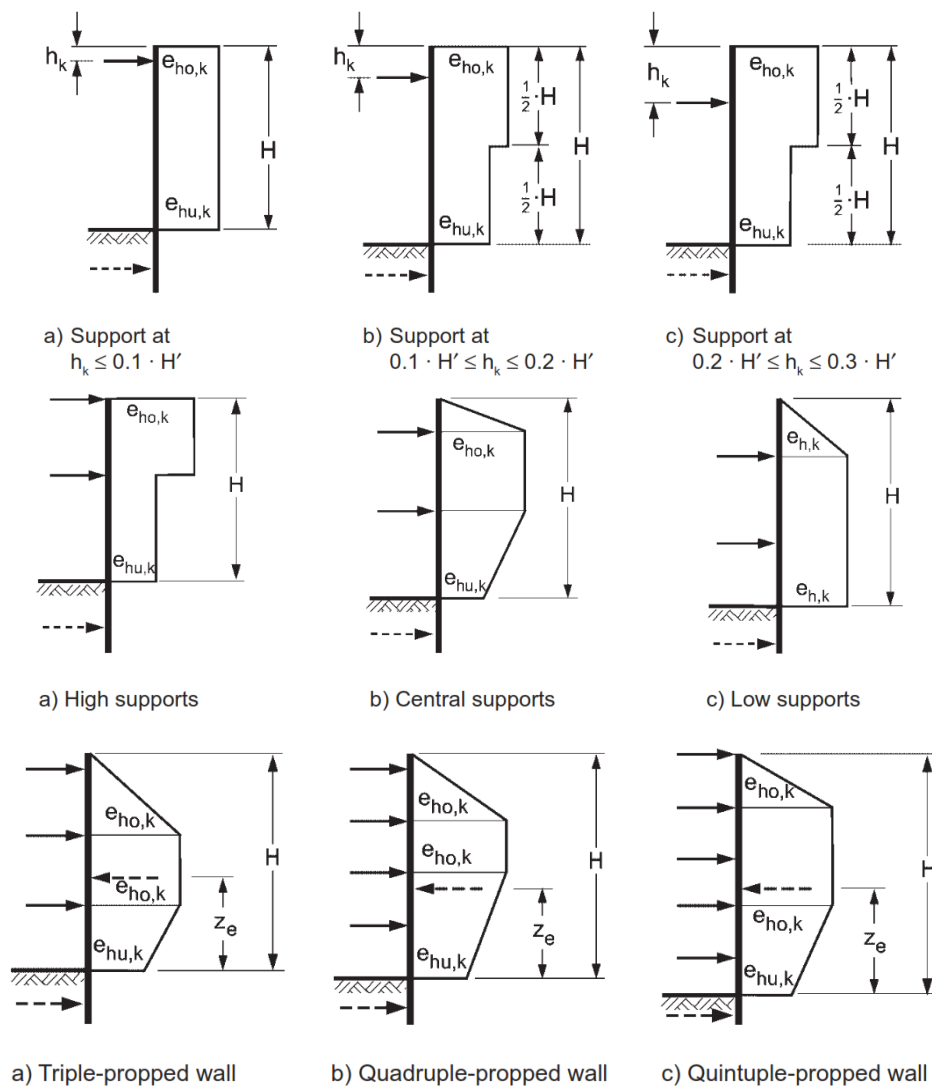 h_k e_ho,k H e_hu,k
h_k e_ho,k 1/2 · H 1/2 · H H e_hu,k
h_k e_ho,k 1/2 · H 1/2 · H H e_hu,k
a) Support at
h_k ≤ 0.1 · H′
b) Support at
0.1 · H′ ≤ h_k ≤ 0.2 · H′
c) Support at
0.2 · H′ ≤ h_k ≤ 0.3 · H′
e_ho,k H e_hu,k
e_ho,k H e_hu,k
e_h,k H e_h,k
a) High supports
b) Central supports
c) Low supports
e_ho,k H e_ho,k z_e e_hu,k
e_ho,k e_ho,k H z_e e_hu,k
e_ho,k H e_ho,k z_e e_hu,k
a) Triple-propped wall
b) Quadruple-propped wall
c) Quintuple-propped wall